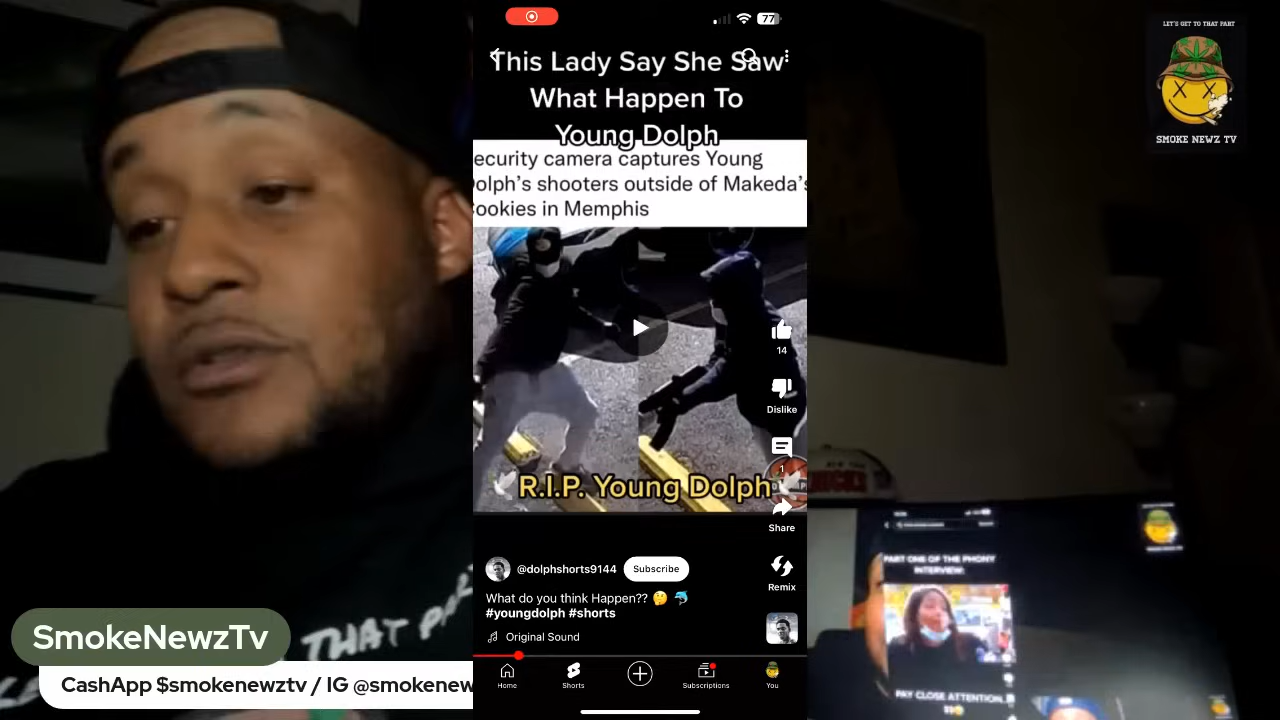 77
This Lady Say She Saw
What Happen To
Young Dolph
ecurity camera captures Young
olph's shooters outside of Makeda's
ookies in Memphis
14
Dislike
1
R.I.P. Young Dolph
Share
@dolphshorts9144
Subscribe
Remix
What do you think Happen?? 🤔 🐬
#youngdolph #shorts
Original Sound
Home
Shorts
Subscriptions
You
SmokeNewzTv
CashApp $smokenewztv / IG @smokenew
THAT
LET'S GET TO THAT PART
SMOKE NEWZ TV
PART ONE OF THE PHONY
INTERVIEW:
PAY CLOSE ATTENTION.